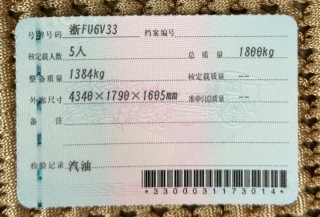 号牌号码 浙FU6V33 档案编号
核定载人数 5人 总质量 1800kg
整备质量 1384kg 核定载质量 --
外廓尺寸 4340×1790×1605mm 准牵引总质量 --
备注
检验记录 汽油
*3300031173014*